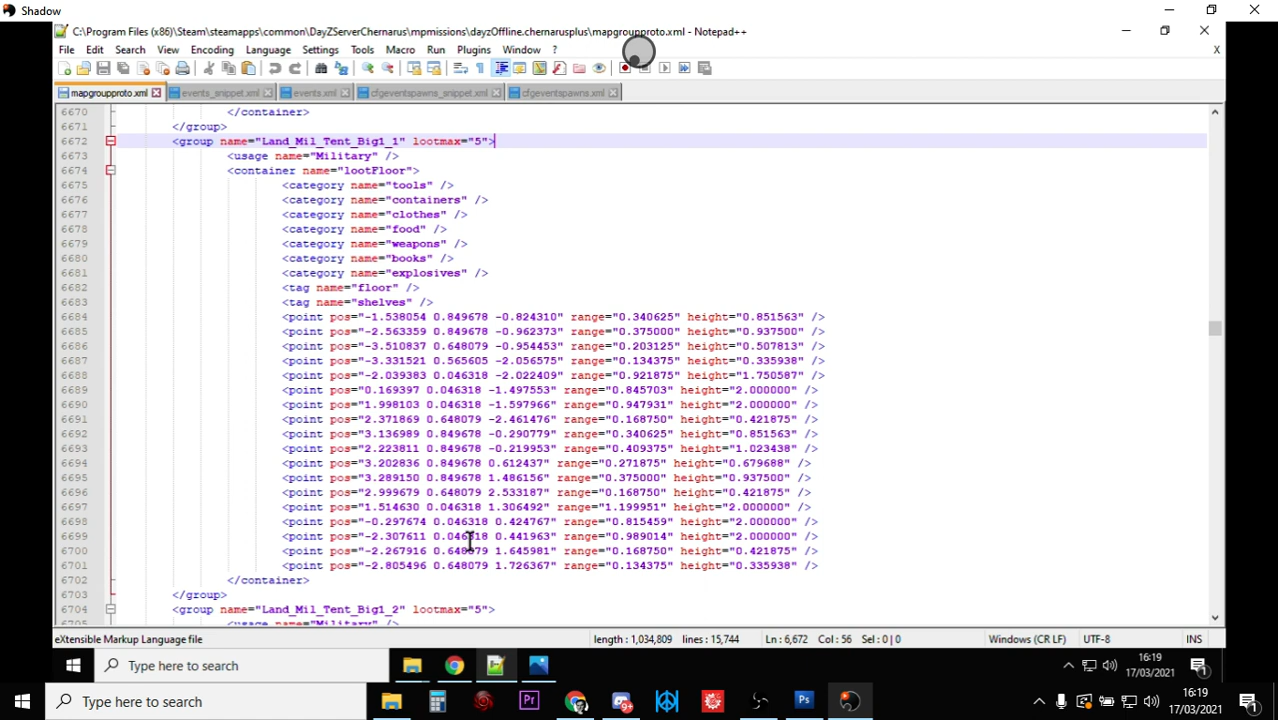 Shadow
C:\Program Files (x86)\Steam\steamapps\common\DayZServerChernarus\mpmissions\dayzOffline.chernarusplus\mapgroupproto.xml - Notepad++
File Edit Search View Encoding Language Settings Tools Macro Run Plugins Window ? X
mapgroupproto.xml events_snippet.xml events.xml cfgeventspawns_snippet.xml cfgeventspawns.xml
6670 </container>
6671 </group>
6672 <group name="Land_Mil_Tent_Big1_1" lootmax="5">
6673 <usage name="Military" />
6674 <container name="lootFloor">
6675 <category name="tools" />
6676 <category name="containers" />
6677 <category name="clothes" />
6678 <category name="food" />
6679 <category name="weapons" />
6680 <category name="books" />
6681 <category name="explosives" />
6682 <tag name="floor" />
6683 <tag name="shelves" />
6684 <point pos="-1.538054 0.849678 -0.824310" range="0.340625" height="0.851563" />
6685 <point pos="-2.563359 0.849678 -0.962373" range="0.375000" height="0.937500" />
6686 <point pos="-3.510837 0.648079 -0.954453" range="0.203125" height="0.507813" />
6687 <point pos="-3.331521 0.565605 -2.056575" range="0.134375" height="0.335938" />
6688 <point pos="-2.039383 0.046318 -2.022409" range="0.921875" height="1.750587" />
6689 <point pos="0.169397 0.046318 -1.497553" range="0.845703" height="2.000000" />
6690 <point pos="1.998103 0.046318 -1.597966" range="0.947931" height="2.000000" />
6691 <point pos="2.371869 0.648079 -2.461476" range="0.168750" height="0.421875" />
6692 <point pos="3.136989 0.849678 -0.290779" range="0.340625" height="0.851563" />
6693 <point pos="2.223811 0.849678 -0.219953" range="0.409375" height="1.023438" />
6694 <point pos="3.202836 0.849678 0.612437" range="0.271875" height="0.679688" />
6695 <point pos="3.289150 0.849678 1.486156" range="0.375000" height="0.937500" />
6696 <point pos="2.999679 0.648079 2.533187" range="0.168750" height="0.421875" />
6697 <point pos="1.514630 0.046318 1.306492" range="1.199951" height="2.000000" />
6698 <point pos="-0.297674 0.046318 0.424767" range="0.815459" height="2.000000" />
6699 <point pos="-2.307611 0.046318 0.441963" range="0.989014" height="2.000000" />
6700 <point pos="-2.267916 0.648079 1.645981" range="0.168750" height="0.421875" />
6701 <point pos="-2.805496 0.648079 1.726367" range="0.134375" height="0.335938" />
6702 </container>
6703 </group>
6704 <group name="Land_Mil_Tent_Big1_2" lootmax="5">
6705 <usage name="Military" />
eXtensible Markup Language file length : 1,034,809 lines : 15,744 Ln : 6,672 Col : 56 Sel : 0 | 0 Windows (CR LF) UTF-8 INS
Type here to search 16:19
17/03/2021 1
Type here to search Pr Ps 16:19
17/03/2021 1